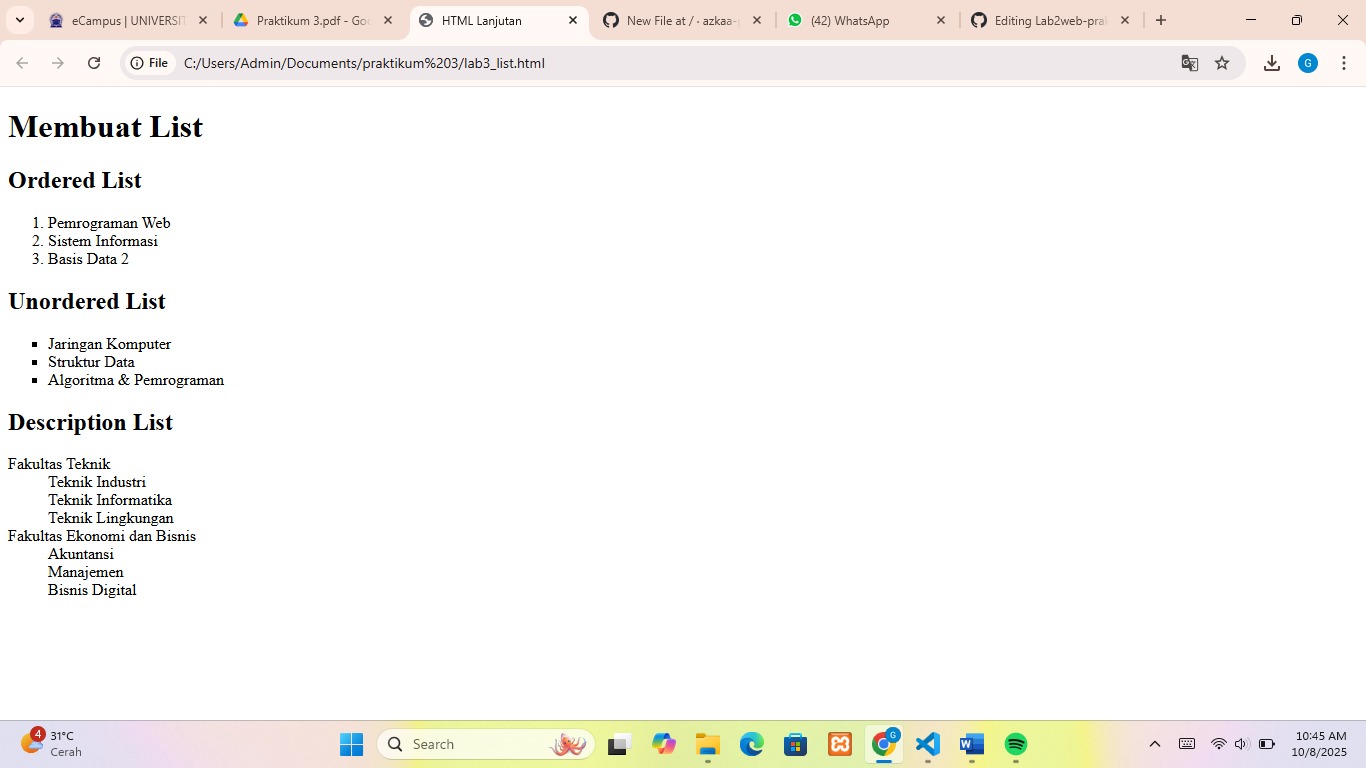 eCampus | UNIVERSIT
Praktikum 3.pdf - Goo
HTML Lanjutan
New File at / · azkaa-
(42) WhatsApp
Editing Lab2web-prak
File
C:/Users/Admin/Documents/praktikum%203/lab3_list.html
G
Membuat List
Ordered List
1. Pemrograman Web
2. Sistem Informasi
3. Basis Data 2
Unordered List
Jaringan Komputer
Struktur Data
Algoritma & Pemrograman
Description List
Fakultas Teknik
Teknik Industri
Teknik Informatika
Teknik Lingkungan
Fakultas Ekonomi dan Bisnis
Akuntansi
Manajemen
Bisnis Digital
4
31°C
Cerah
Search
G
10:45 AM
10/8/2025